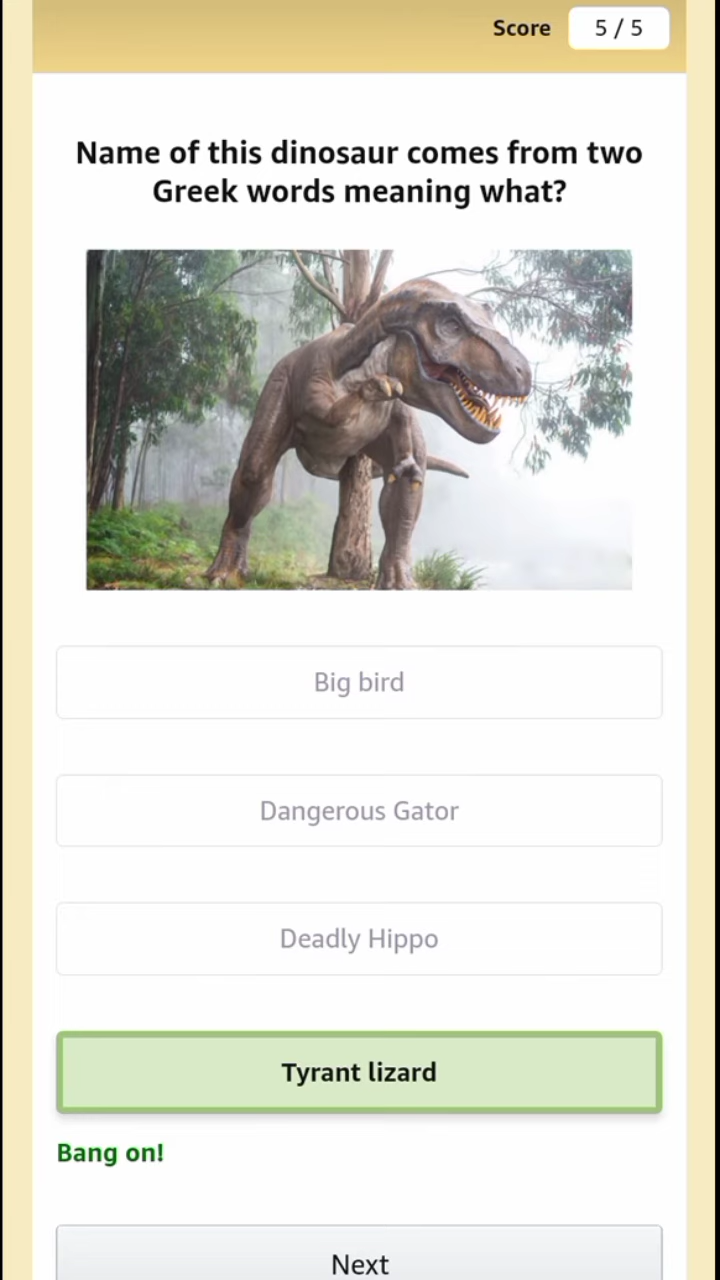 Score 5 / 5
Name of this dinosaur comes from two
Greek words meaning what?
Big bird
Dangerous Gator
Deadly Hippo
Tyrant lizard
Bang on!
Next